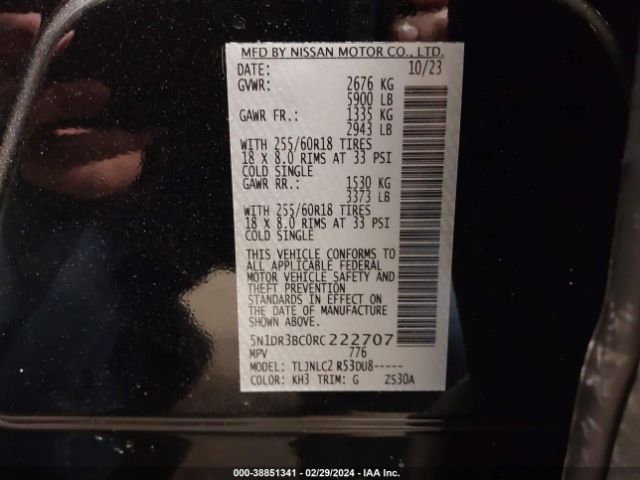 MFD BY NISSAN MOTOR CO., LTD.
DATE: 10/23
GVWR: 2676 KG
5900 LB
GAWR FR.: 1335 KG
2943 LB
WITH 255/60R18 TIRES
18 X 8.0 RIMS AT 33 PSI
COLD SINGLE
GAWR RR.: 1530 KG
3373 LB
WITH 255/60R18 TIRES
18 X 8.0 RIMS AT 33 PSI
COLD SINGLE
THIS VEHICLE CONFORMS TO
ALL APPLICABLE FEDERAL
MOTOR VEHICLE SAFETY AND
THEFT PREVENTION
STANDARDS IN EFFECT ON
THE DATE OF MANUFACTURE
SHOWN ABOVE.
5N1DR3BC0RC222707
MPV 776
MODEL: TLJNLC2 R53DU8-----
COLOR: KH3 TRIM: G ZS30A
000-38851341 / 02/29/2024 - IAA Inc.